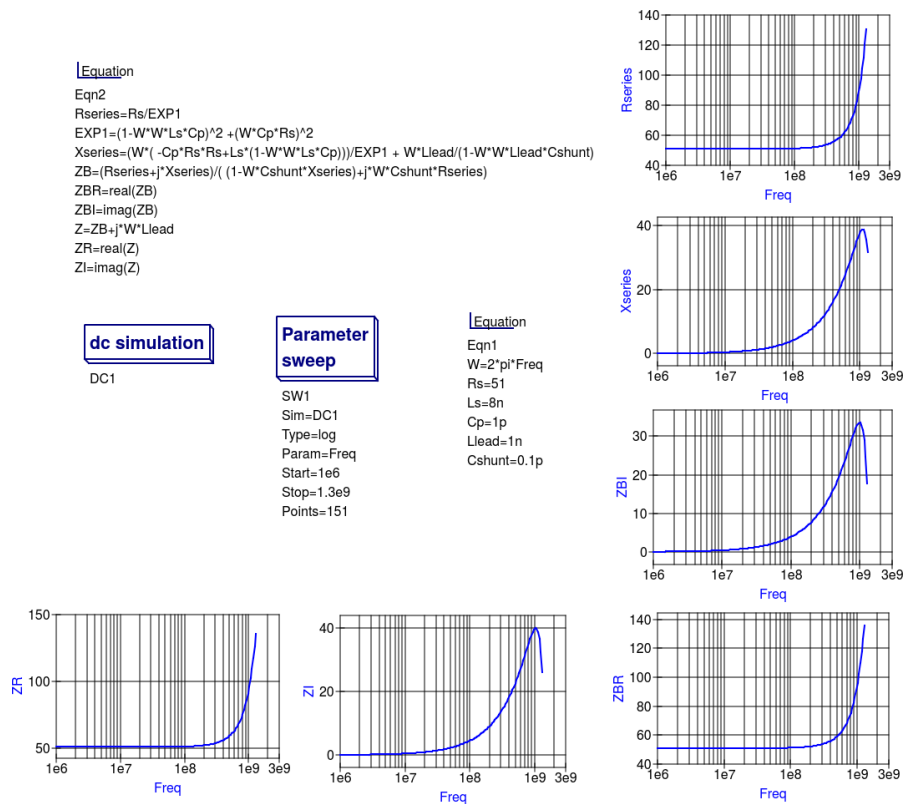 Equation
Eqn2
Rseries=Rs/EXP1
EXP1=(1-W*W*Ls*Cp)^2 +(W*Cp*Rs)^2
Xseries=(W*( -Cp*Rs*Rs+Ls*(1-W*W*Ls*Cp)))/EXP1 + W*Llead/(1-W*W*Llead*Cshunt)
ZB=(Rseries+j*Xseries)/( (1-W*Cshunt*Xseries)+j*W*Cshunt*Rseries)
ZBR=real(ZB)
ZBI=imag(ZB)
Z=ZB+j*W*Llead
ZR=real(Z)
ZI=imag(Z)
dc simulation
DC1
Parameter
sweep
SW1
Sim=DC1
Type=log
Param=Freq
Start=1e6
Stop=1.3e9
Points=151
Equation
Eqn1
W=2*pi*Freq
Rs=51
Ls=8n
Cp=1p
Llead=1n
Cshunt=0.1p
140
120
100
80
60
40
Rseries
1e6 1e7 1e8 1e9 3e9
Freq
40
20
0
Xseries
1e6 1e7 1e8 1e9 3e9
Freq
30
20
10
0
ZBI
1e6 1e7 1e8 1e9 3e9
Freq
150
100
50
ZR
1e6 1e7 1e8 1e9 3e9
Freq
40
20
0
ZI
1e6 1e7 1e8 1e9 3e9
Freq
140
120
100
80
60
40
ZBR
1e6 1e7 1e8 1e9 3e9
Freq